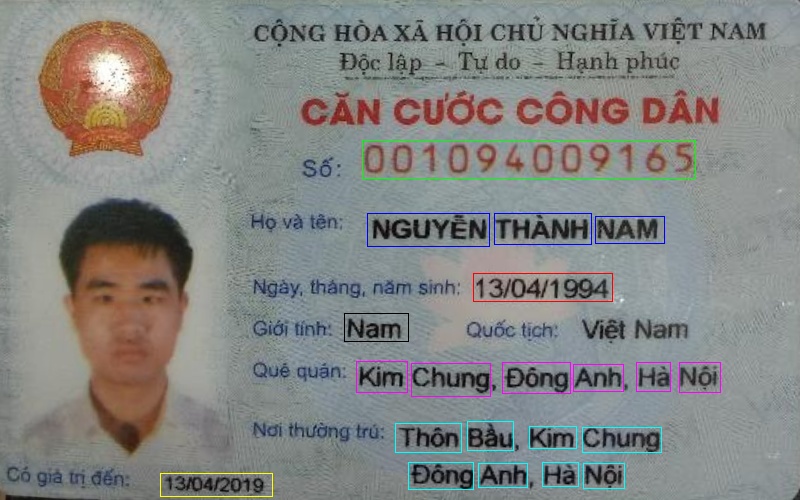 CỘNG HÒA XÃ HỘI CHỦ NGHĨA VIỆT NAM
Độc lập - Tự do - Hạnh phúc
CĂN CƯỚC CÔNG DÂN
Số: 001094009165
Họ và tên: NGUYỄN THÀNH NAM
Ngày, tháng, năm sinh: 13/04/1994
Giới tính: Nam Quốc tịch: Việt Nam
Quê quán: Kim Chung, Đông Anh, Hà Nội
Nơi thường trú: Thôn Bầu, Kim Chung
Đông Anh, Hà Nội
Có giá trị đến: 13/04/2019